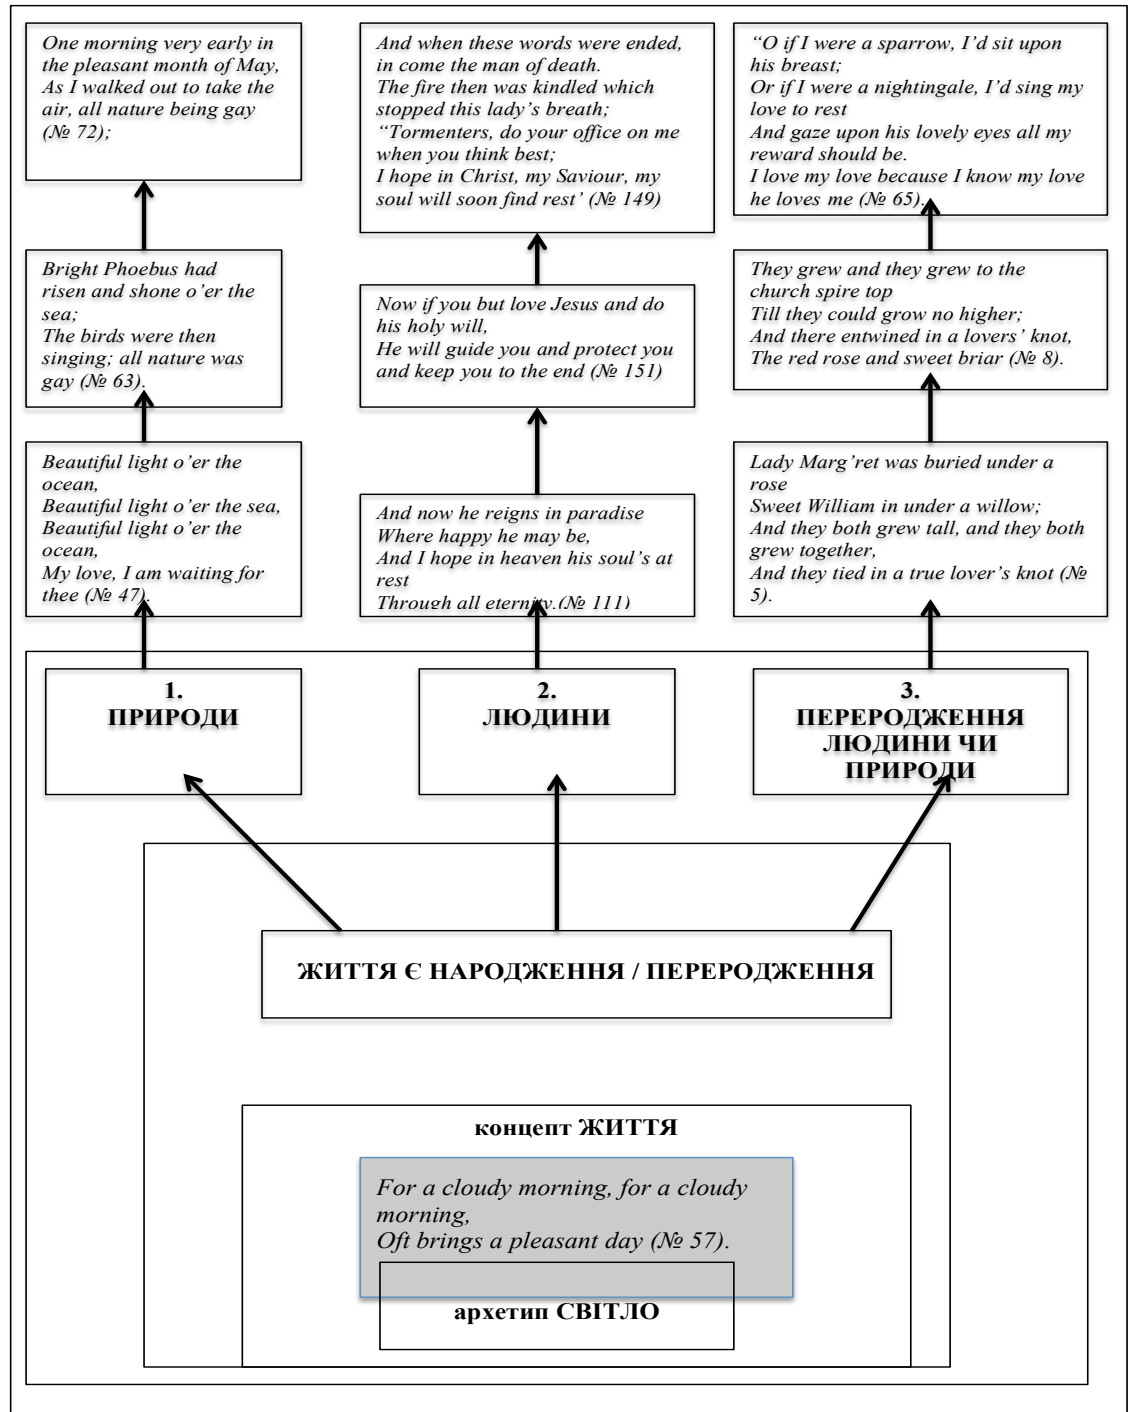 One morning very early in
the pleasant month of May,
As I walked out to take the
air, all nature being gay
(№ 72);
And when these words were ended,
in come the man of death.
The fire then was kindled which
stopped this lady’s breath;
“Tormenters, do your office on me
when you think best;
I hope in Christ, my Saviour, my
soul will soon find rest’ (№ 149)
“O if I were a sparrow, I’d sit upon
his breast;
Or if I were a nightingale, I’d sing my
love to rest
And gaze upon his lovely eyes all my
reward should be.
I love my love because I know my love
he loves me (№ 65).
Bright Phoebus had
risen and shone o’er the
sea;
The birds were then
singing; all nature was
gay (№ 63).
Now if you but love Jesus and do
his holy will,
He will guide you and protect you
and keep you to the end (№ 151)
They grew and they grew to the
church spire top
Till they could grow no higher;
And there entwined in a lovers’ knot,
The red rose and sweet briar (№ 8).
Beautiful light o’er the
ocean,
Beautiful light o’er the sea,
Beautiful light o’er the
ocean,
My love, I am waiting for
thee (№ 47).
And now he reigns in paradise
Where happy he may be,
And I hope in heaven his soul’s at
rest
Through all eternity.(№ 111)
Lady Marg’ret was buried under a
rose
Sweet William in under a willow;
And they both grew tall, and they both
grew together,
And they tied in a true lover’s knot (№
5).
1.
ПРИРОДИ
2.
ЛЮДИНИ
3.
ПЕРЕРОДЖЕННЯ
ЛЮДИНИ ЧИ
ПРИРОДИ
ЖИТТЯ Є НАРОДЖЕННЯ / ПЕРЕРОДЖЕННЯ
концепт ЖИТТЯ
For a cloudy morning, for a cloudy
morning,
Oft brings a pleasant day (№ 57).
архетип СВІТЛО